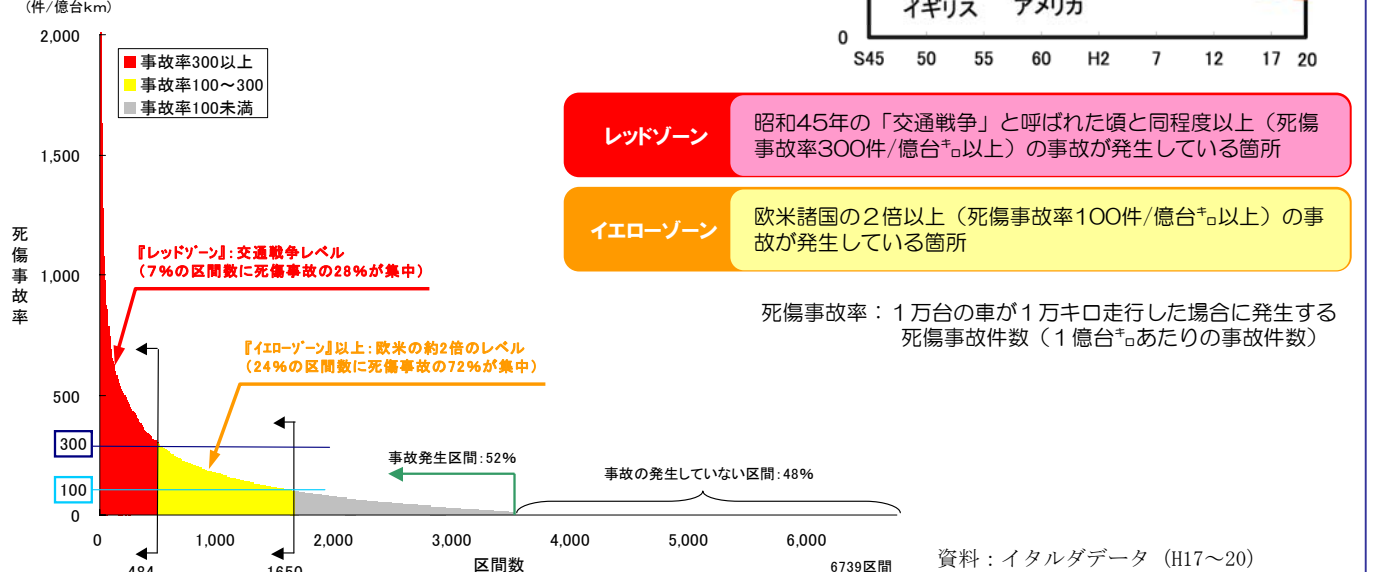 (件/億台km)
2,000
1,500
1,000
500
300
100
0
死傷事故率
事故率300以上
事故率100～300
事故率100未満
『レッドゾーン』：交通戦争レベル
（7%の区間数に死傷事故の28%が集中）
『イエローゾーン』以上：欧米の約2倍のレベル
（24%の区間数に死傷事故の72%が集中）
事故発生区間：52%
事故の発生していない区間：48%
0 1,000 2,000 3,000 4,000 5,000 6,000
484 1650 区間数 6739区間
イギリス アメリカ
0
S45 50 55 60 H2 7 12 17 20
レッドゾーン
昭和45年の「交通戦争」と呼ばれた頃と同程度以上（死傷
事故率300件/億台㌔以上）の事故が発生している箇所
イエローゾーン
欧米諸国の２倍以上（死傷事故率100件/億台㌔以上）の事
故が発生している箇所
死傷事故率：１万台の車が１万キロ走行した場合に発生する
死傷事故件数（１億台㌔あたりの事故件数）
資料：イタルダデータ（H17～20）